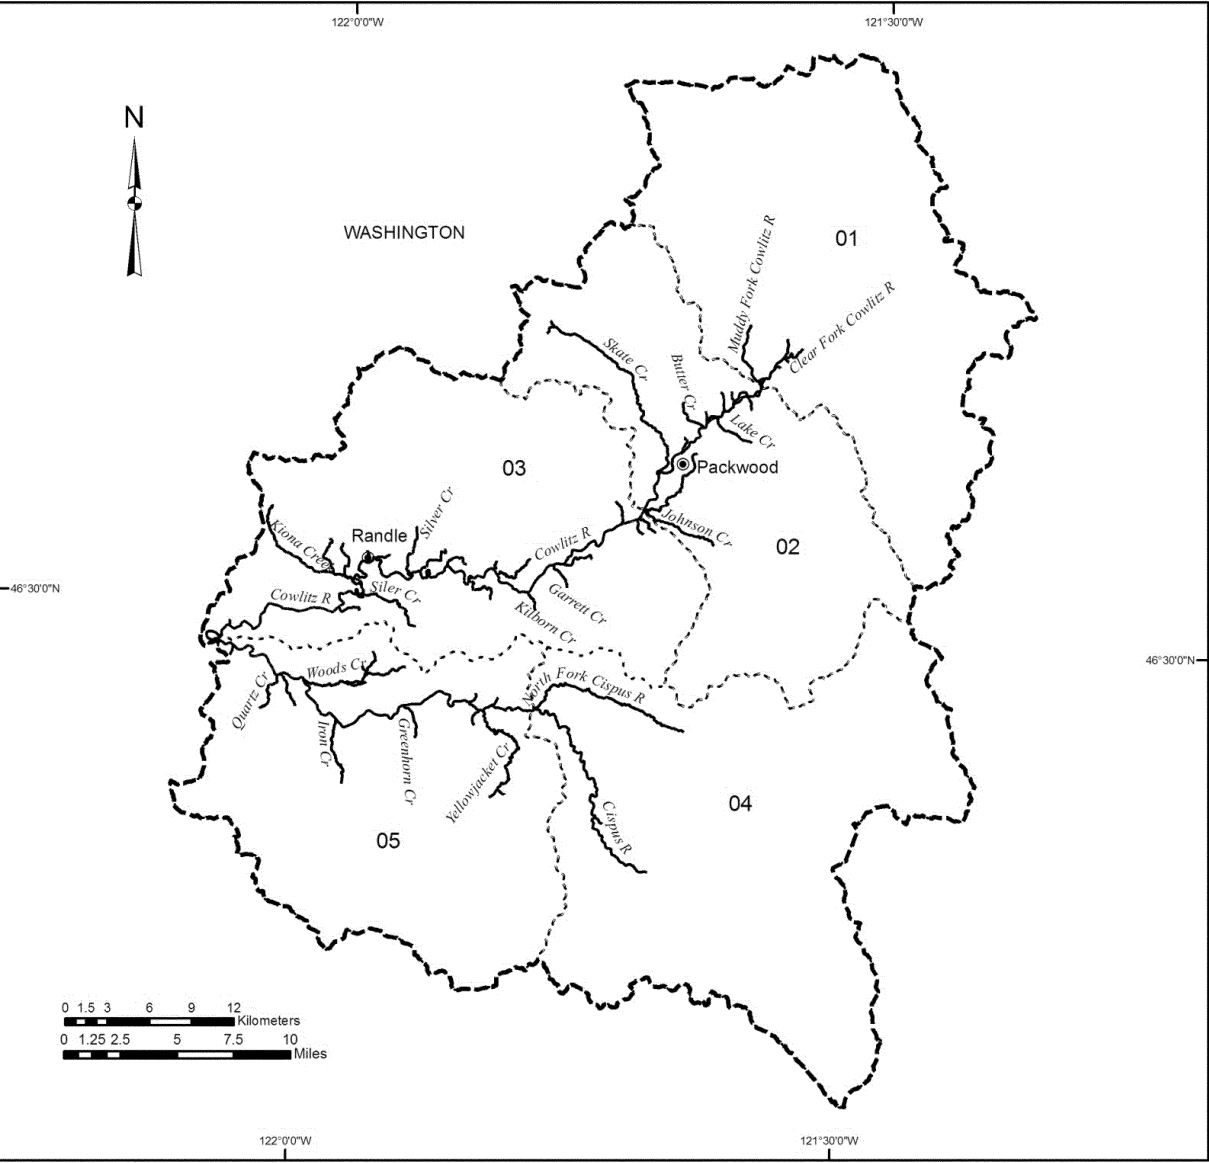 122°0'0"W
121°30'0"W
N
WASHINGTON
01
Muddy Fork Cowlitz R
Clear Fork Cowlitz R
Skate Cr
Butter Cr
Lake Cr
03
Packwood
Silver Cr
Kiona Creek
Randle
Cowlitz R
Johnson Cr
02
46°30'0"N
Siler Cr
Cowlitz R
Garrett Cr
Kilborn Cr
46°30'0"N
Woods Cr
Quartz Cr
North Fork Cispus R
Iron Cr
Greenhorn Cr
Yellowjacket Cr
04
Cispus R
05
0 1.5 3 6 9 12
Kilometers
0 1.25 2.5 5 7.5 10
Miles
122°0'0"W
121°30'0"W